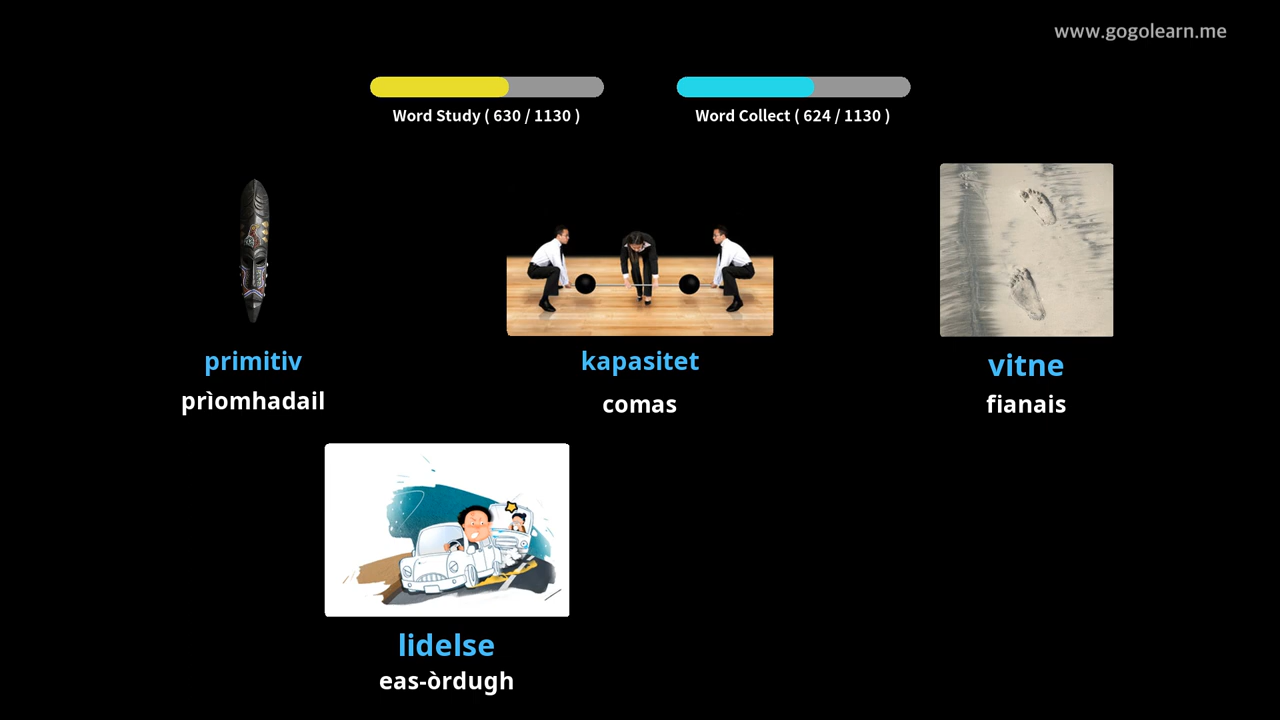 www.gogolearn.me
Word Study ( 630 / 1130 )
Word Collect ( 624 / 1130 )
primitiv
prìomhadail
kapasitet
comas
vitne
fianais
lidelse
eas-òrdugh